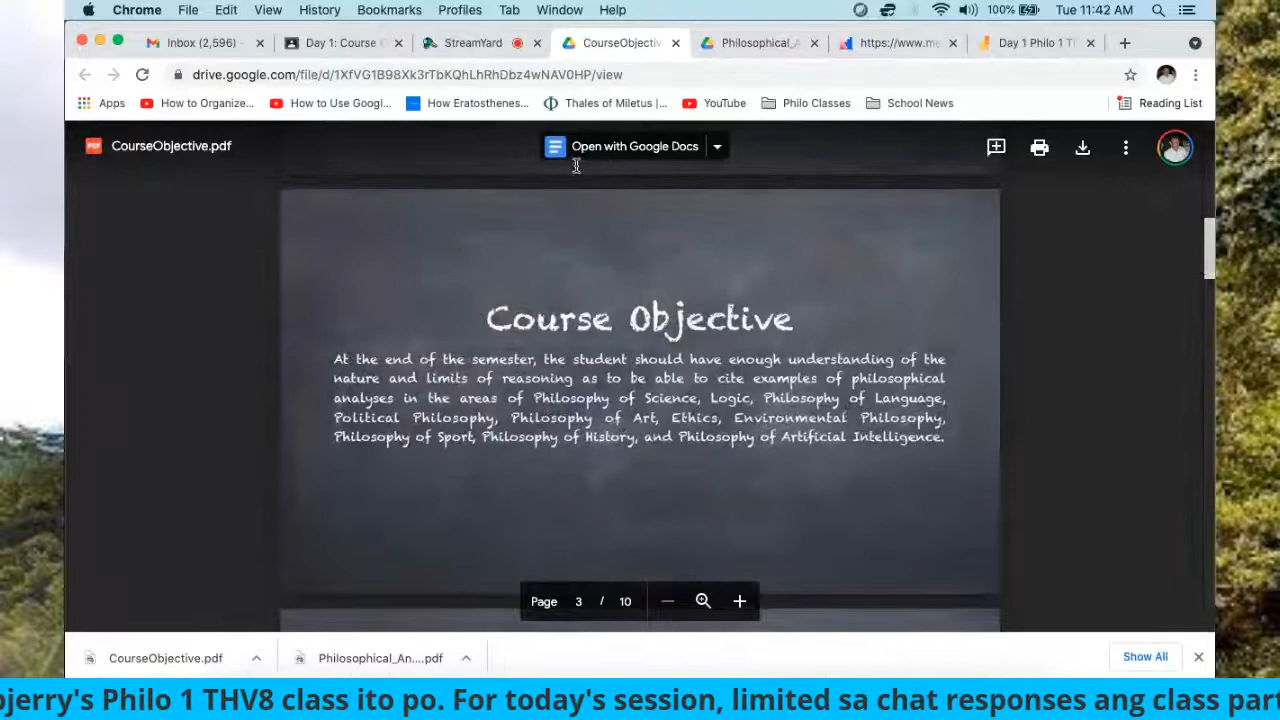 Chrome File Edit View History Bookmarks Profiles Tab Window Help 100% Tue 11:42 AM
Inbox (2,596) - Day 1: Course StreamYard CourseObjectiv Philosophical_A https://www.me Day 1 Philo 1 T
drive.google.com/file/d/1XfVG1B98Xk3rTbKQhLhRhDbz4wNAV0HP/view
Apps How to Organize... How to Use Googl... How Eratosthenes... Thales of Miletus |... YouTube Philo Classes School News Reading List
PDF CourseObjective.pdf Open with Google Docs
Course Objective
At the end of the semester, the student should have enough understanding of the
nature and limits of reasoning as to be able to cite examples of philosophical
analyses in the areas of Philosophy of Science, Logic, Philosophy of Language,
Political Philosophy, Philosophy of Art, Ethics, Environmental Philosophy,
Philosophy of Sport, Philosophy of History, and Philosophy of Artificial Intelligence.
Page 3 / 10
CourseObjective.pdf Philosophical_An....pdf Show All
ojerry's Philo 1 THV8 class ito po. For today's session, limited sa chat responses ang class par